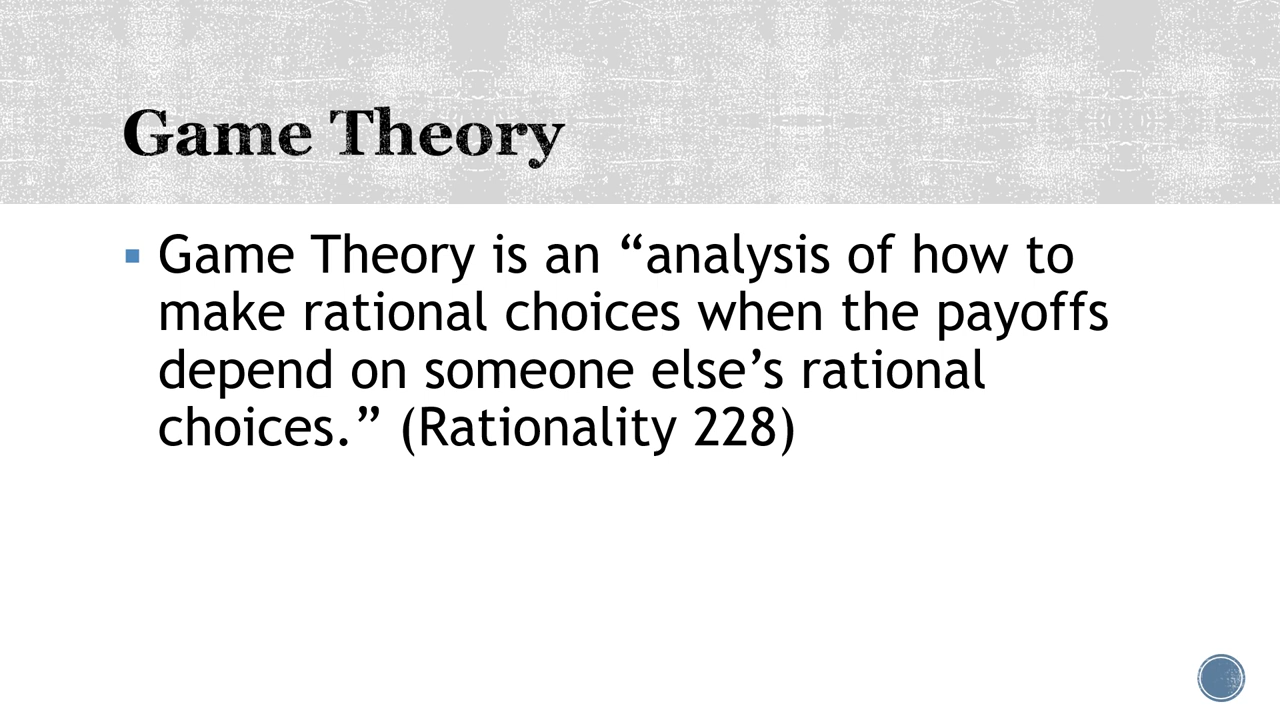 Game Theory
Game Theory is an “analysis of how to
make rational choices when the payoffs
depend on someone else’s rational
choices.” (Rationality 228)